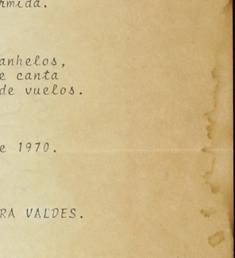 rmida.
anhelos,
e canta
de vuelos.
e 1970.
RA VALDES.